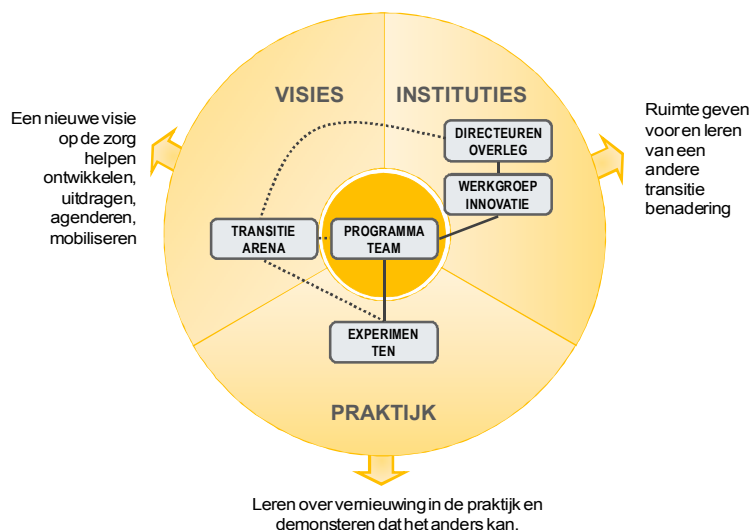 VISIES
INSTITUTIES
Een nieuwe visie
op de zorg
helpen
ontwikkelen,
uitdragen,
agenderen,
mobiliseren
Ruimte geven
voor en leren
van een
andere
transitie
benadering
DIRECTEUREN
OVERLEG
WERKGROEP
INNOVATIE
TRANSITIE
ARENA
PROGRAMMA
TEAM
EXPERIMEN
TEN
PRAKTIJK
Leren over vernieuwing in de praktijk en
demonsteren dat het anders kan.